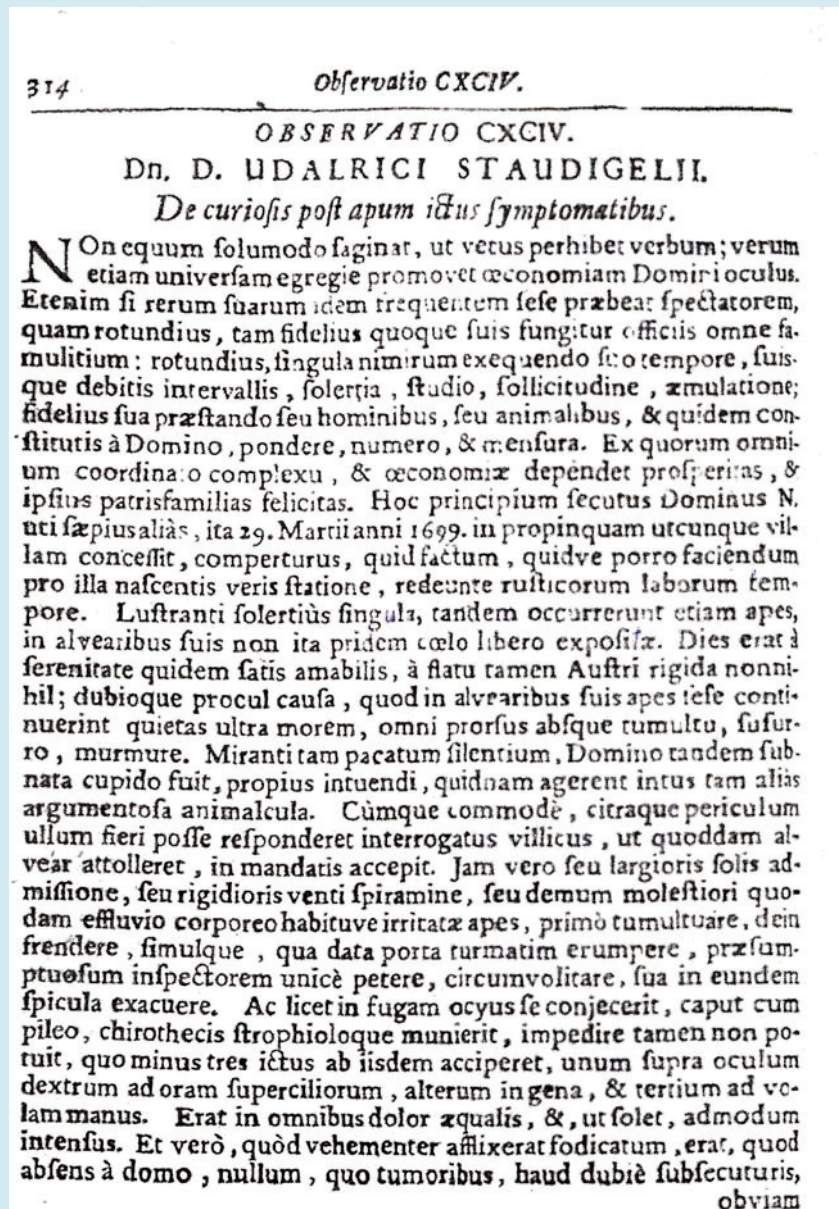 314 Obſervatio CXCIV.
OBSERVATIO CXCIV.
Dn. D. UDALRICI STAUDIGELII.
De curioſis poſt apum ictus ſymptomatibus.
NOn equum ſolumodo ſaginat, ut vetus perhibet verbum; verum
etiam univerſam egregie promovet œconomiam Domini oculus.
Etenim ſi rerum ſuarum idem frequentem ſeſe præbeat ſpectatorem,
quam rotundius, tam fidelius quoque ſuis fungitur officiis omne fa-
mulitium: rotundius, ſingula nimirum exequendo ſuo tempore, ſuis-
que debitis intervallis, ſolertia, ſtudio, ſollicitudine, æmulatione;
fidelius ſua præſtando ſeu hominibus, ſeu animalibus, & quidem con-
ſtitutis à Domino, pondere, numero, & menſura. Ex quorum omni-
um coordinato complexu, & œconomiæ dependet proſperitas, &
ipſius patrisfamilias felicitas. Hoc principium ſecutus Dominus N.
uti ſæpius aliàs, ita 29. Martii anni 1699. in propinquam utcunque vil-
lam conceſſit, comperturus, quid factum, quidve porro faciendum
pro illa naſcentis veris ſtatione, redeunte ruſticorum laborum tem-
pore. Luſtranti ſolertiùs ſingula, tandem occurrerunt etiam apes,
in alvearibus ſuis non ita pridem cœlo libero expoſitæ. Dies erat à
ſerenitate quidem ſatis amabilis, à flatu tamen Auſtri rigida nonni-
hil; dubioque procul cauſa, quod in alvearibus ſuis apes ſeſe conti-
nuerint quietas ultra morem, omni prorſus abſque tumultu, ſuſur-
ro, murmure. Miranti tam pacatum ſilentium, Domino tandem ſub-
nata cupido fuit, propius intuendi, quidnam agerent intus tam aliàs
argumentoſa animalcula. Cùmque commodè, citraque periculum
ullum fieri poſſe reſponderet interrogatus villicus, ut quoddam al-
vear attolleret, in mandatis accepit. Jam vero ſeu largioris ſolis ad-
miſſione, ſeu rigidioris venti ſpiramine, ſeu demum moleſtiori quo-
dam effluvio corporeo habituve irritatæ apes, primò tumultuare, dein
frendere, ſimulque, qua data porta turmatim erumpere, præſum-
ptuoſum inſpectorem unicè petere, circumvolitare, ſua in eundem
ſpicula exacuere. Ac licet in fugam ocyus ſe conjecerit, caput cum
pileo, chirothecis ſtrophioloque munierit, impedire tamen non po-
tuit, quo minus tres ictus ab iisdem acciperet, unum ſupra oculum
dextrum ad oram ſuperciliorum, alterum in gena, & tertium ad vo-
lam manus. Erat in omnibus dolor æqualis, &, ut ſolet, admodum
intenſus. Et verò, quòd vehementer afflixerat fodicatum, erat, quod
abſens à domo, nullum, quo tumoribus, haud dubiè ſubſecuturis,
obviam